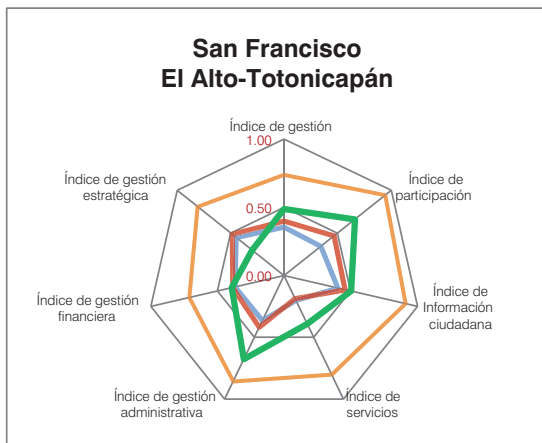 San Francisco
El Alto-Totonicapán
Índice de gestión
1.00
Índice de gestión
estratégica
Índice de
participación
0.50
0.00
Índice de gestión
financiera
Índice de
Información
ciudadana
Índice de gestión
administrativa
Índice de
servicios